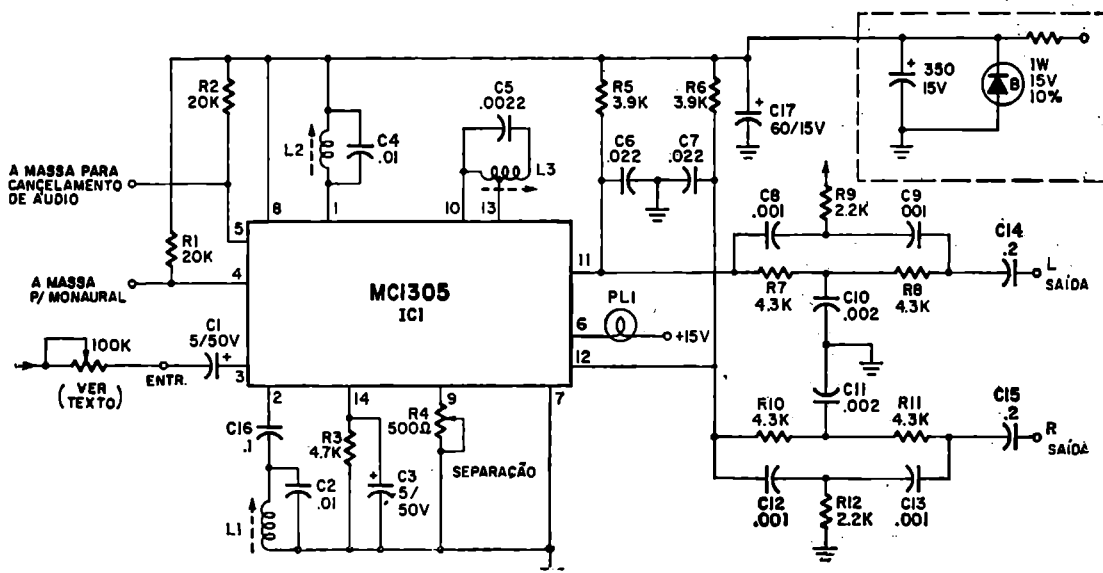 R2
20K
A MASSA PARA
CANCELAMENTO
DE ÁUDIO
R1
20K
A MASSA
P/ MONAURAL
100K
(VER
TEXTO)
ENTR.
C1
5/50V
+
L2
C4
.01
C5
.0022
L3
R5
3.9K
R6
3.9K
C6
.022
C7
.022
+
C17
60/15V
+
350
15V
B
1W
15V
10%
8
1
10
13
5
4
3
2
14
9
7
11
6
12
MC1305
IC1
PL1
+15V
C8
.001
R9
2.2K
C9
001
C14
.2
L
SAÍDA
R7
4.3K
R8
4.3K
C10
.002
C11
.002
R10
4.3K
R11
4.3K
C15
.2
R
SAÍDA
C12
.001
R12
2.2K
C13
.001
C16
.1
C2
.01
L1
R3
4.7K
+
C3
5/
50V
R4
500Ω
SEPARAÇÃO